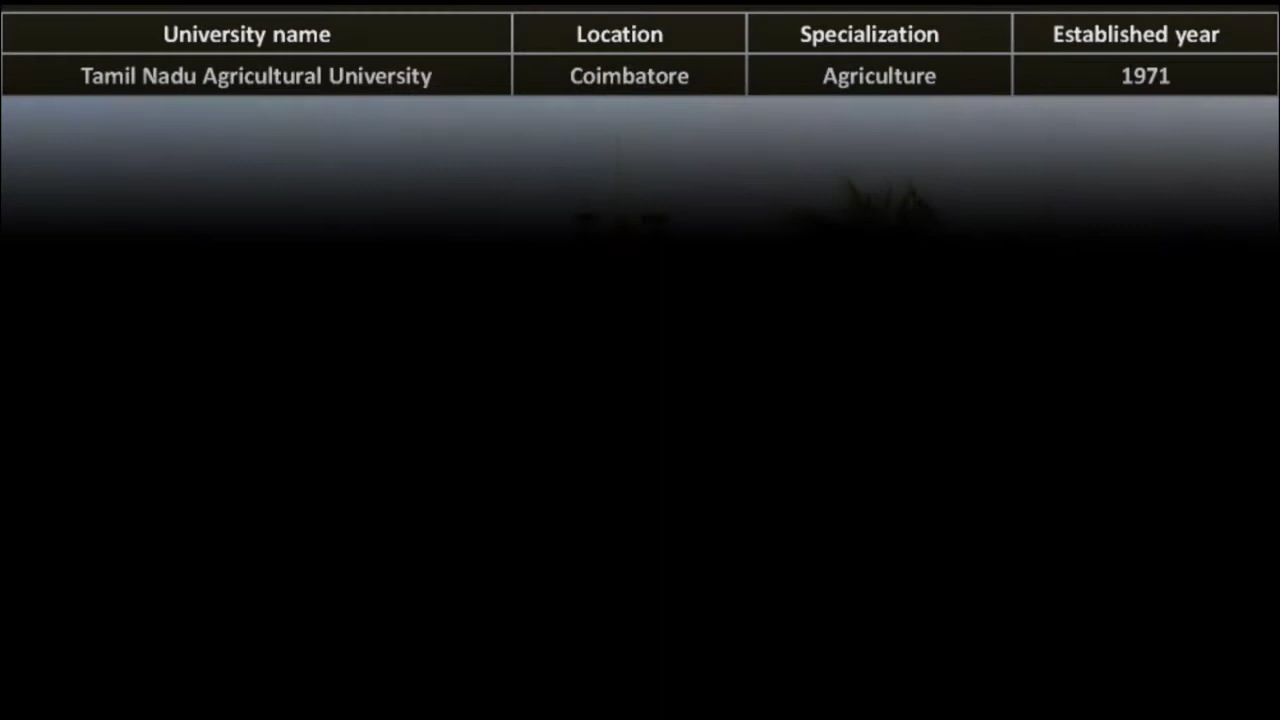 University name Location Specialization Established year
Tamil Nadu Agricultural University Coimbatore Agriculture 1971